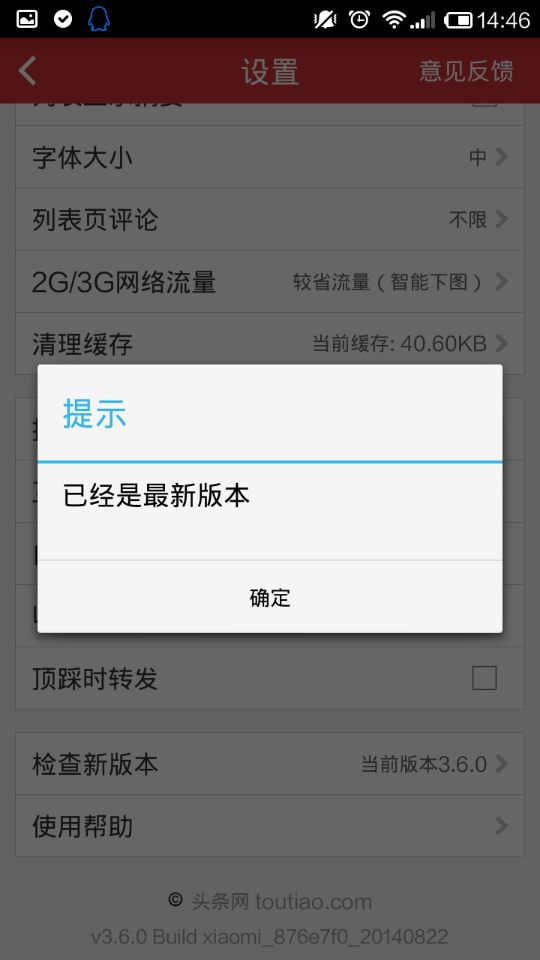 14:46
设置
意见反馈
字体大小
中
列表页评论
不限
2G/3G网络流量
较省流量（智能下图）
清理缓存
当前缓存: 40.60KB
提示
已经是最新版本
确定
顶踩时转发
检查新版本
当前版本3.6.0
使用帮助
© 头条网 toutiao.com
v3.6.0 Build xiaomi_876e7f0_20140822